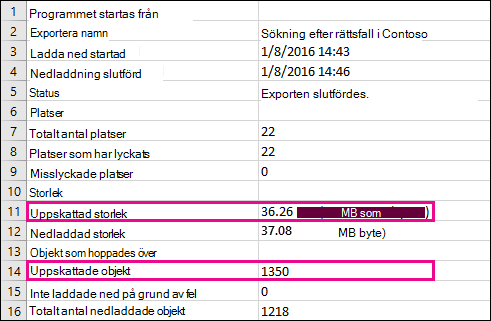 1 Programmet startas från
2 Exportera namn Sökning efter rättsfall i Contoso
3 Ladda ned startad 1/8/2016 14:43
4 Nedladdning slutförd 1/8/2016 14:46
5 Status Exporten slutfördes.
6 Platser
7 Totalt antal platser 22
8 Platser som har lyckats 22
9 Misslyckade platser 0
10 Storlek
11 Uppskattad storlek 36.26 MB som )
12 Nedladdad storlek 37.08 MB byte)
13 Objekt som hoppades över
14 Uppskattade objekt 1350
15 Inte laddade ned på grund av fel 0
16 Totalt antal nedladdade objekt 1218